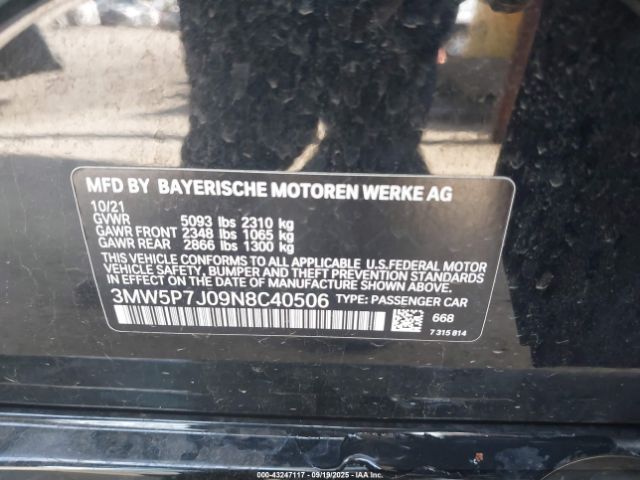 MFD BY BAYERISCHE MOTOREN WERKE AG
10/21
GVWR 5093 lbs 2310 kg
GAWR FRONT 2348 lbs 1065 kg
GAWR REAR 2866 lbs 1300 kg
THIS VEHICLE CONFORMS TO ALL APPLICABLE U.S.FEDERAL MOTOR
VEHICLE SAFETY, BUMPER AND THEFT PREVENTION STANDARDS
IN EFFECT ON THE DATE OF MANUFACTURE SHOWN ABOVE.
3MW5P7J09N8C40506 TYPE: PASSENGER CAR
668
7 315 814
000-43247117 - 09/19/2025 - IAAI.COM